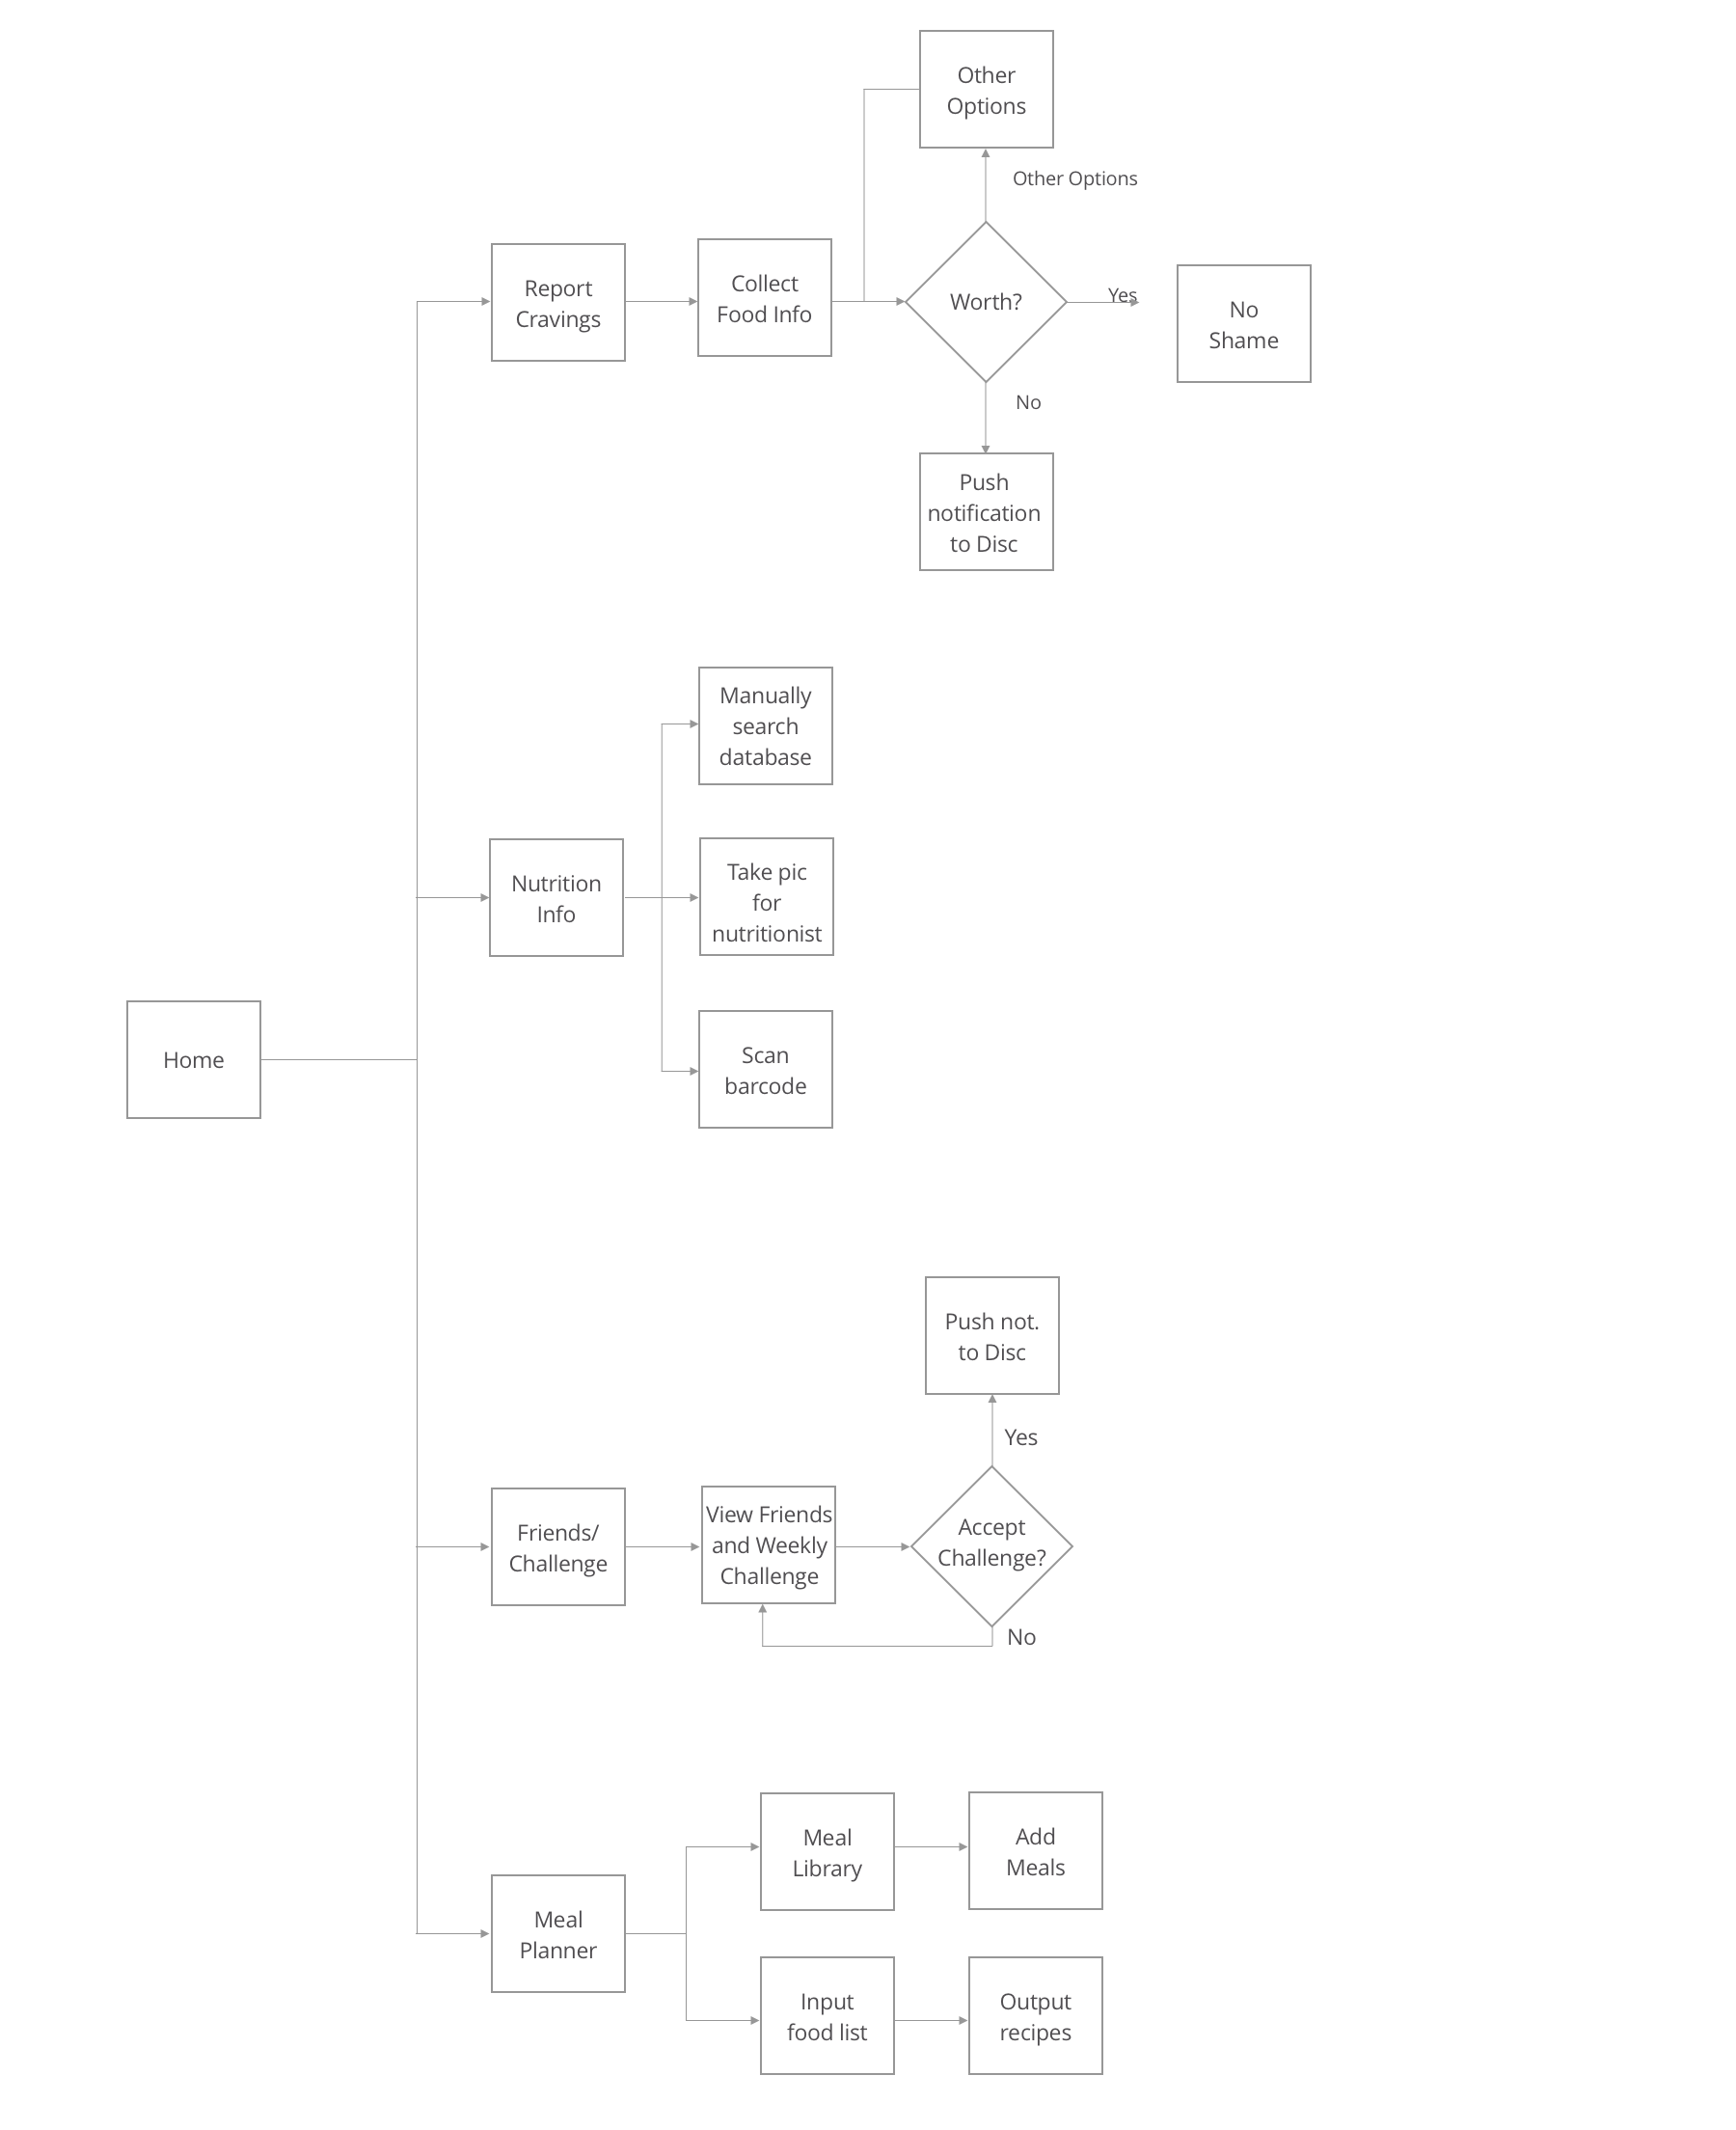 Other
Options
Other Options
Report
Cravings
Collect
Food Info
Worth?
Yes
No
Shame
No
Push
notification
to Disc
Manually
search
database
Nutrition
Info
Take pic
for
nutritionist
Home
Scan
barcode
Push not.
to Disc
Yes
Friends/
Challenge
View Friends
and Weekly
Challenge
Accept
Challenge?
No
Meal
Library
Add
Meals
Meal
Planner
Input
food list
Output
recipes